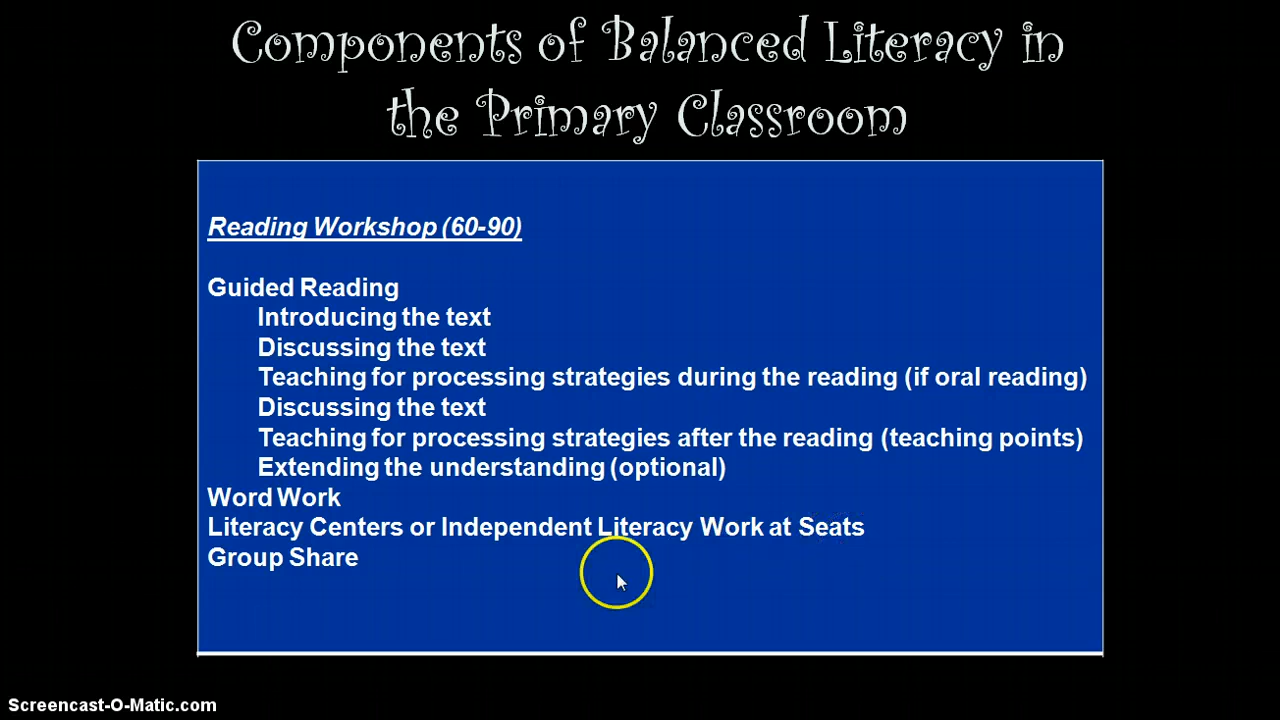 Components of Balanced Literacy in
the Primary Classroom
Reading Workshop (60-90)
Guided Reading
Introducing the text
Discussing the text
Teaching for processing strategies during the reading (if oral reading)
Discussing the text
Teaching for processing strategies after the reading (teaching points)
Extending the understanding (optional)
Word Work
Literacy Centers or Independent Literacy Work at Seats
Group Share
Screencast-O-Matic.com